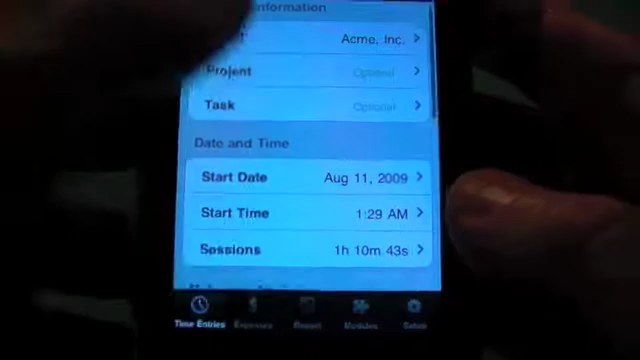 Information
Acme, Inc.
Project Optional
Task Optional
Date and Time
Start Date Aug 11, 2009
Start Time 1:29 AM
Sessions 1h 10m 43s
Time Entries Expenses Report Modules Setup